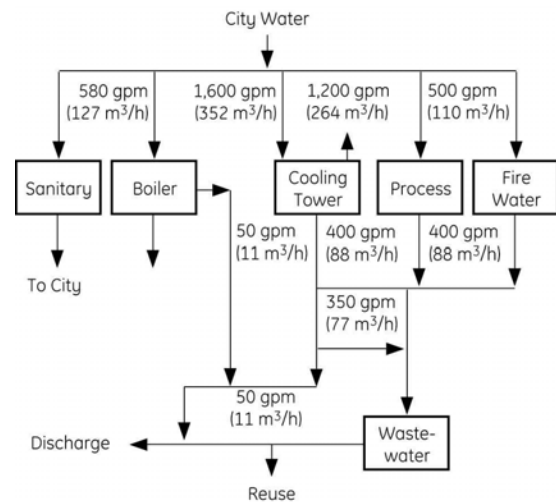 City Water
580 gpm
(127 m³/h)
1,600 gpm
(352 m³/h)
1,200 gpm
(264 m³/h)
500 gpm
(110 m³/h)
Sanitary
Boiler
Cooling
Tower
Process
Fire
Water
50 gpm
(11 m³/h)
400 gpm
(88 m³/h)
400 gpm
(88 m³/h)
To City
350 gpm
(77 m³/h)
50 gpm
(11 m³/h)
Discharge
Waste-
water
Reuse